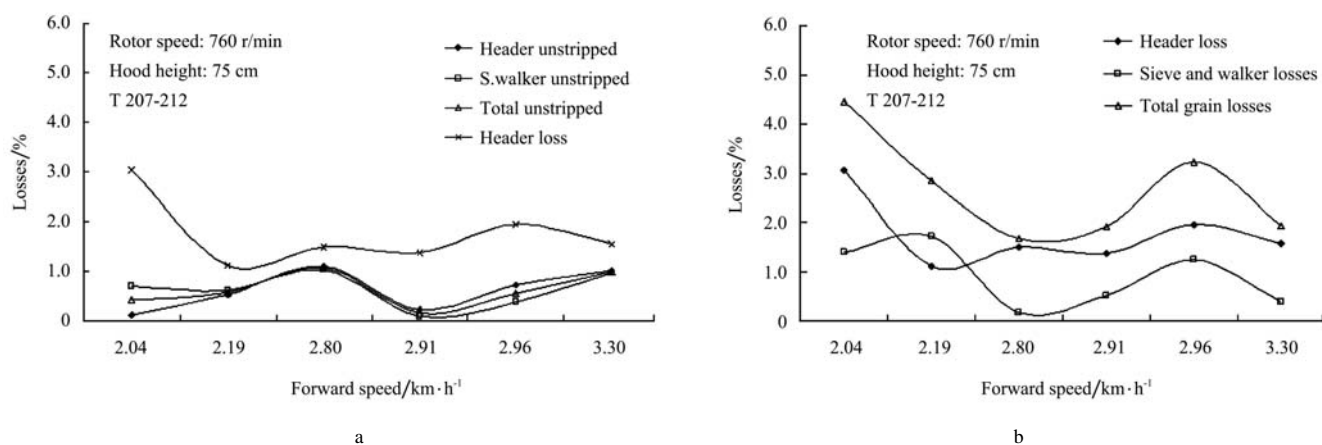 6.0
5.0
4.0
3.0
2.0
1.0
0
Losses/%
Rotor speed: 760 r/min
Hood height: 75 cm
T 207-212
Header unstripped
S.walker unstripped
Total unstripped
Header loss
2.04 2.19 2.80 2.91 2.96 3.30
Forward speed/km·h⁻¹
a
6.0
5.0
4.0
3.0
2.0
1.0
0
Losses/%
Rotor speed: 760 r/min
Hood height: 75 cm
T 207-212
Header loss
Sieve and walker losses
Total grain losses
2.04 2.19 2.80 2.91 2.96 3.30
Forward speed/km·h⁻¹
b